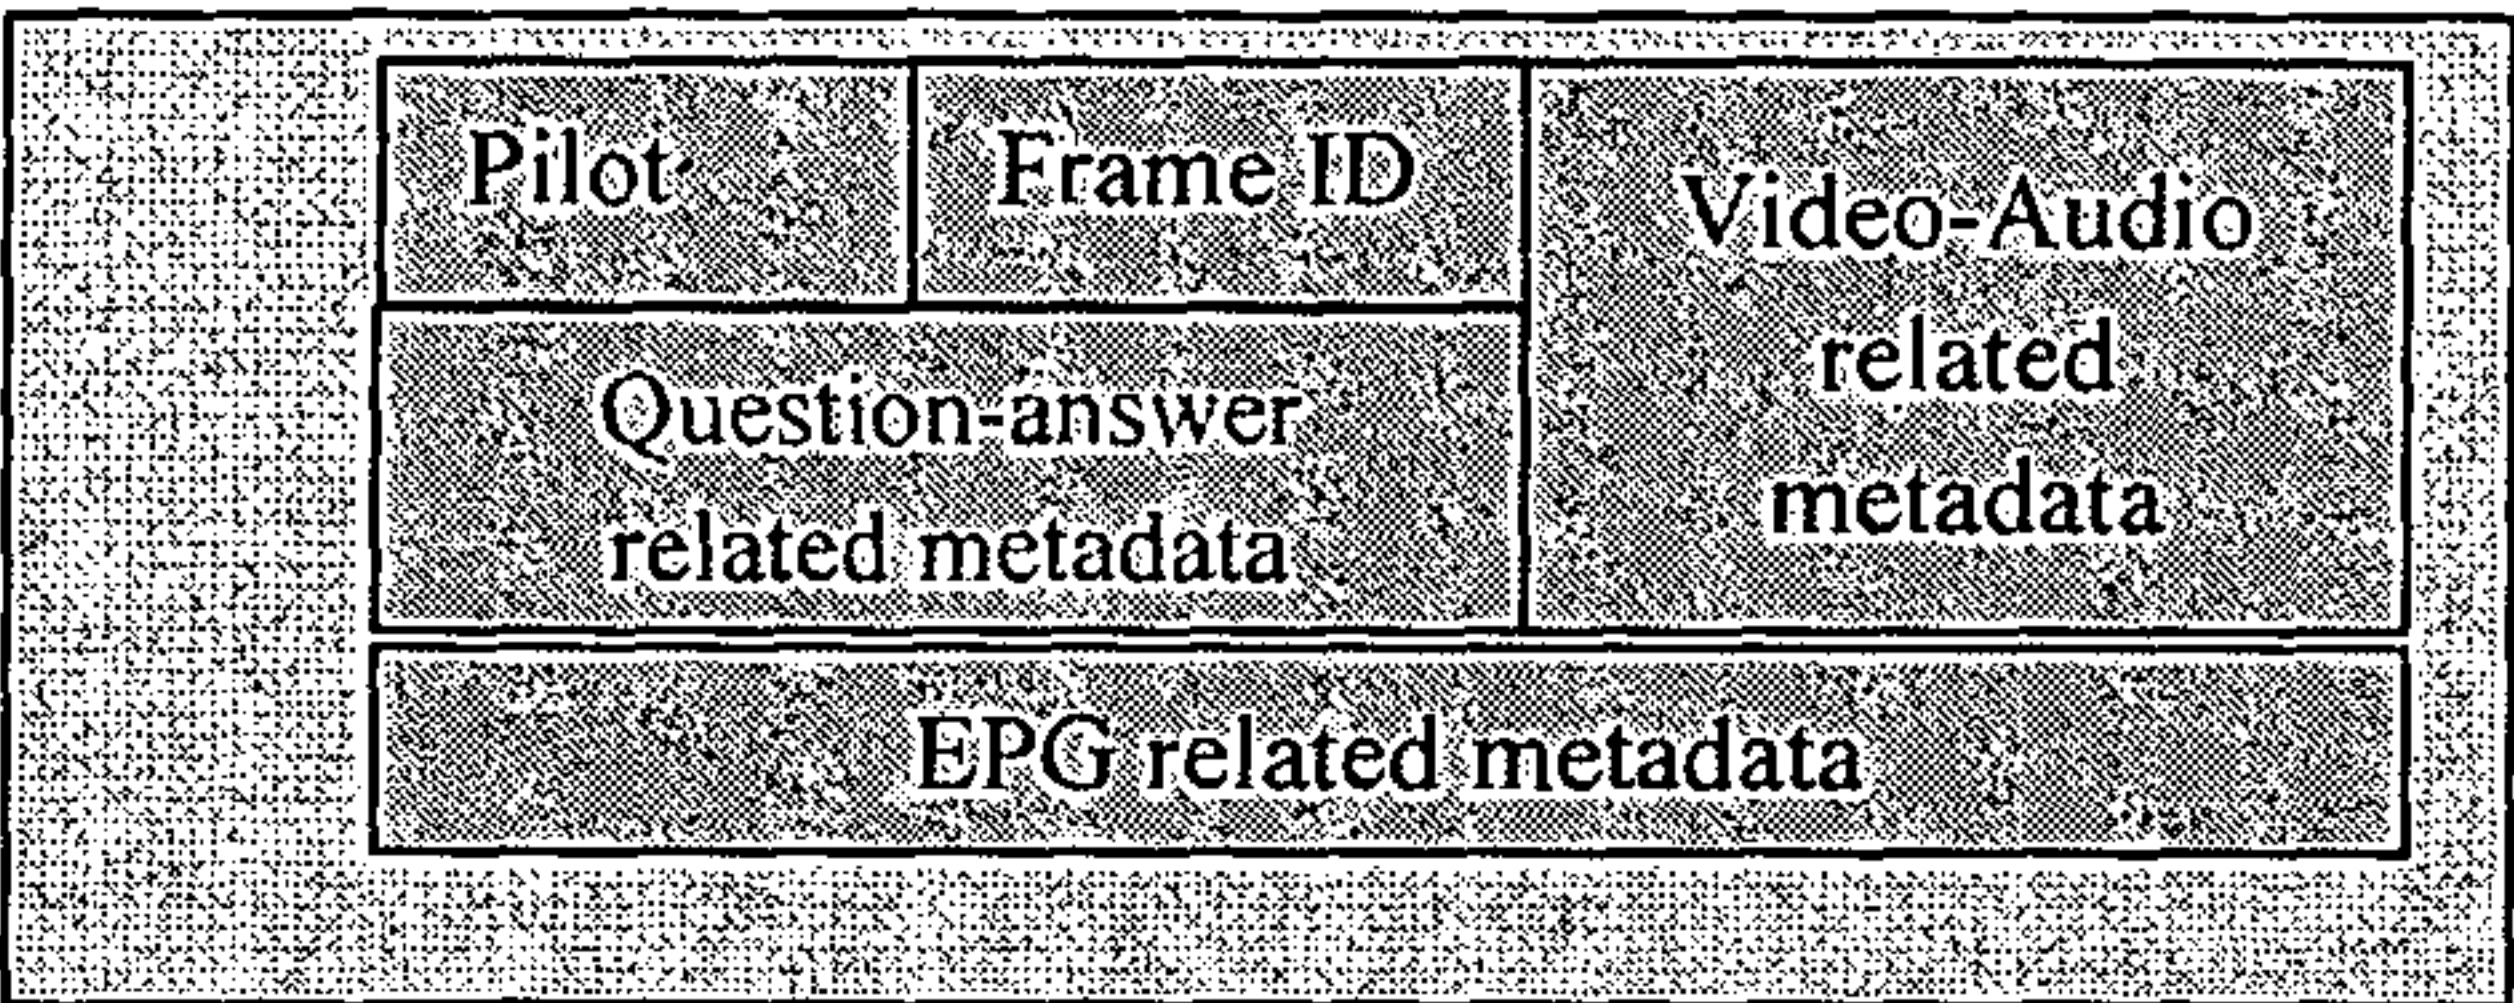 Pilot
Frame ID
Video-Audio
related
metadata
Question-answer
related metadata
EPG related metadata